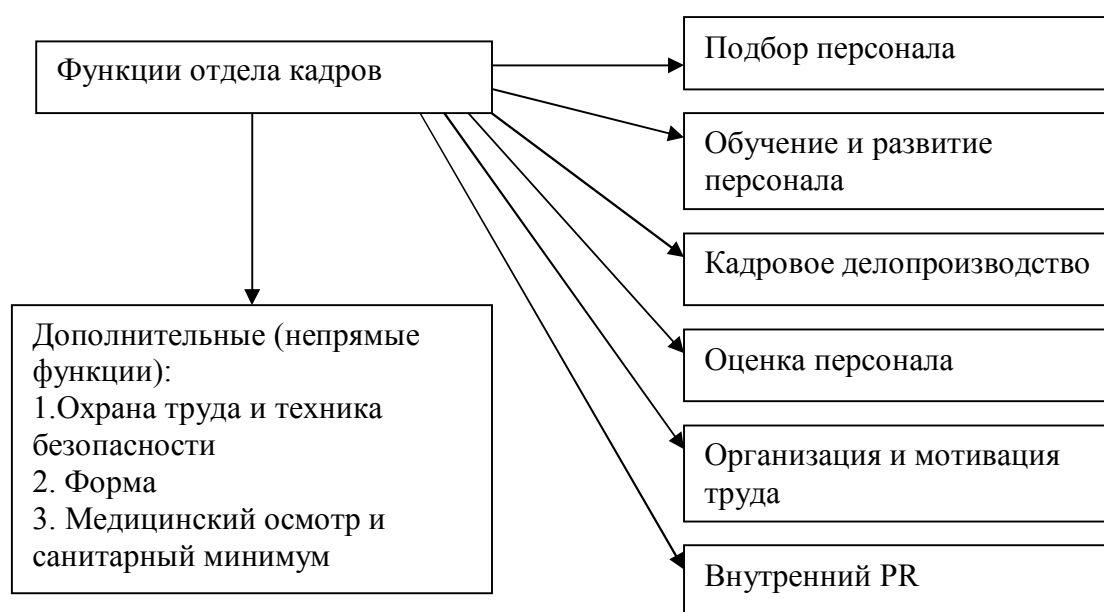 Функции отдела кадров
Подбор персонала
Обучение и развитие
персонала
Кадровое делопроизводство
Оценка персонала
Организация и мотивация
труда
Внутренний PR
Дополнительные (непрямые
функции):
1.Охрана труда и техника
безопасности
2. Форма
3. Медицинский осмотр и
санитарный минимум